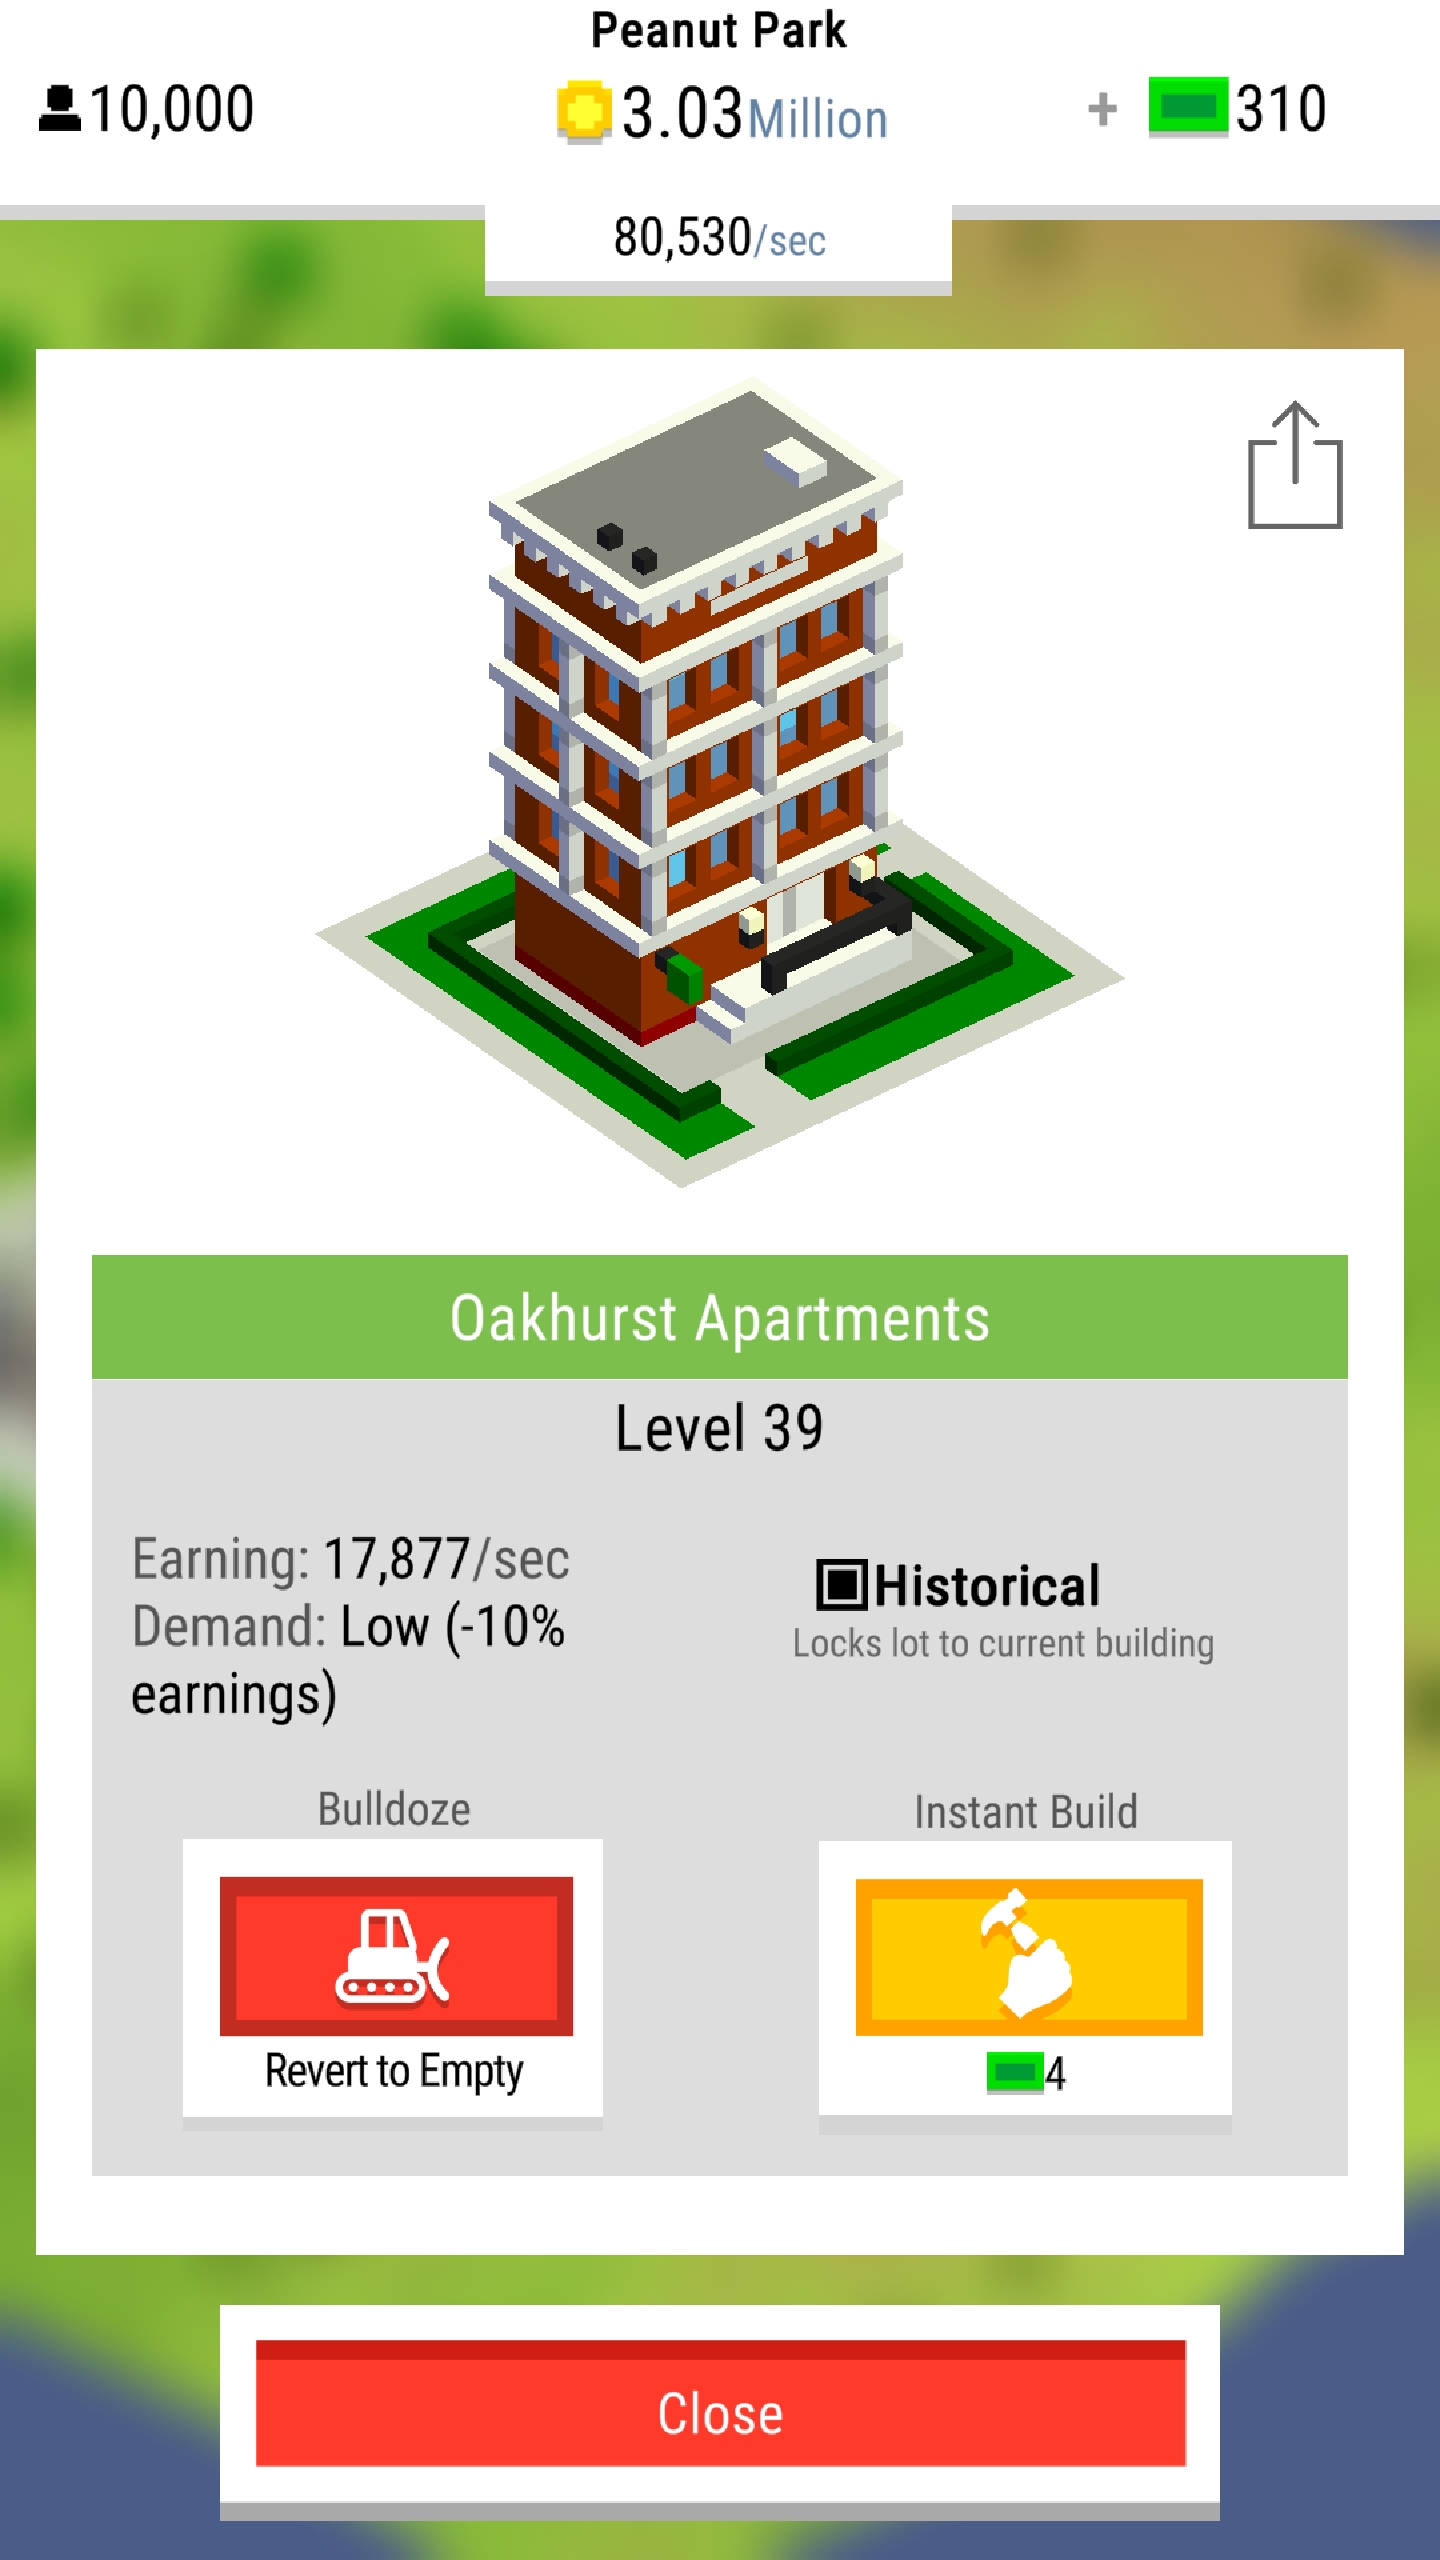 Peanut Park
10,000
3.03Million
+ 310
80,530/sec
Oakhurst Apartments
Level 39
Earning: 17,877/sec
Demand: Low (-10%
earnings)
Historical
Locks lot to current building
Bulldoze
Revert to Empty
Instant Build
4
Close